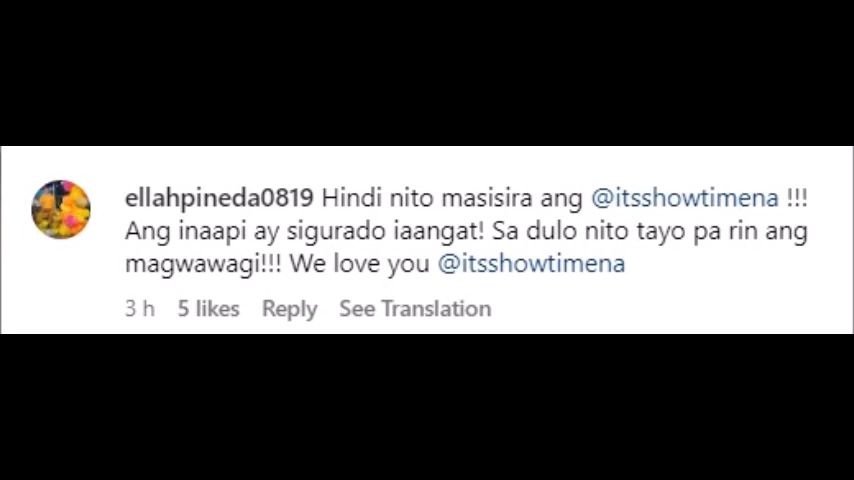 ellahpineda0819 Hindi nito masisira ang @itsshowtimena !!!
Ang inaapi ay sigurado iaangat! Sa dulo nito tayo pa rin ang
magwawagi!!! We love you @itsshowtimena
3 h 5 likes Reply See Translation